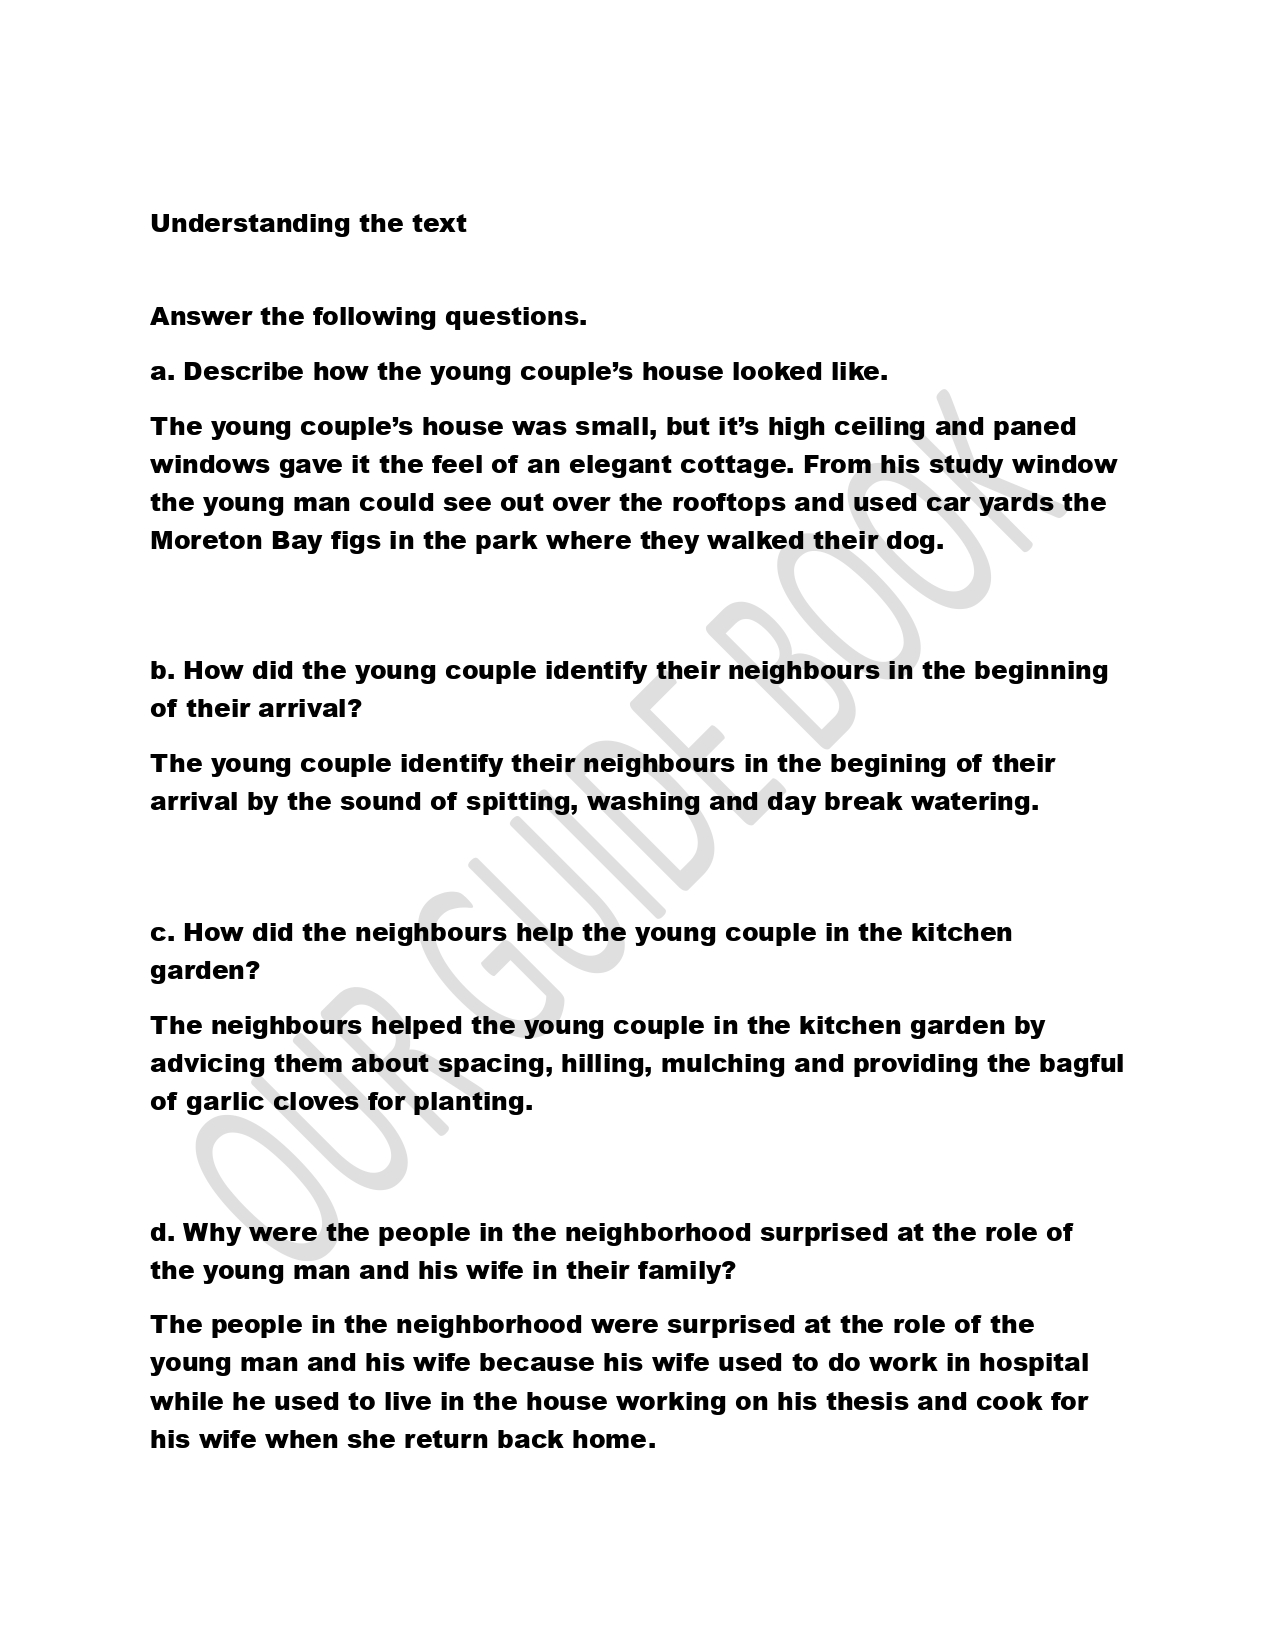 Understanding the text
Answer the following questions.
a. Describe how the young couple’s house looked like.
The young couple’s house was small, but it’s high ceiling and paned
windows gave it the feel of an elegant cottage. From his study window
the young man could see out over the rooftops and used car yards the
Moreton Bay figs in the park where they walked their dog.
b. How did the young couple identify their neighbours in the beginning
of their arrival?
The young couple identify their neighbours in the begining of their
arrival by the sound of spitting, washing and day break watering.
c. How did the neighbours help the young couple in the kitchen
garden?
The neighbours helped the young couple in the kitchen garden by
advicing them about spacing, hilling, mulching and providing the bagful
of garlic cloves for planting.
d. Why were the people in the neighborhood surprised at the role of
the young man and his wife in their family?
The people in the neighborhood were surprised at the role of the
young man and his wife because his wife used to do work in hospital
while he used to live in the house working on his thesis and cook for
his wife when she return back home.
OUR GUIDE BOOK